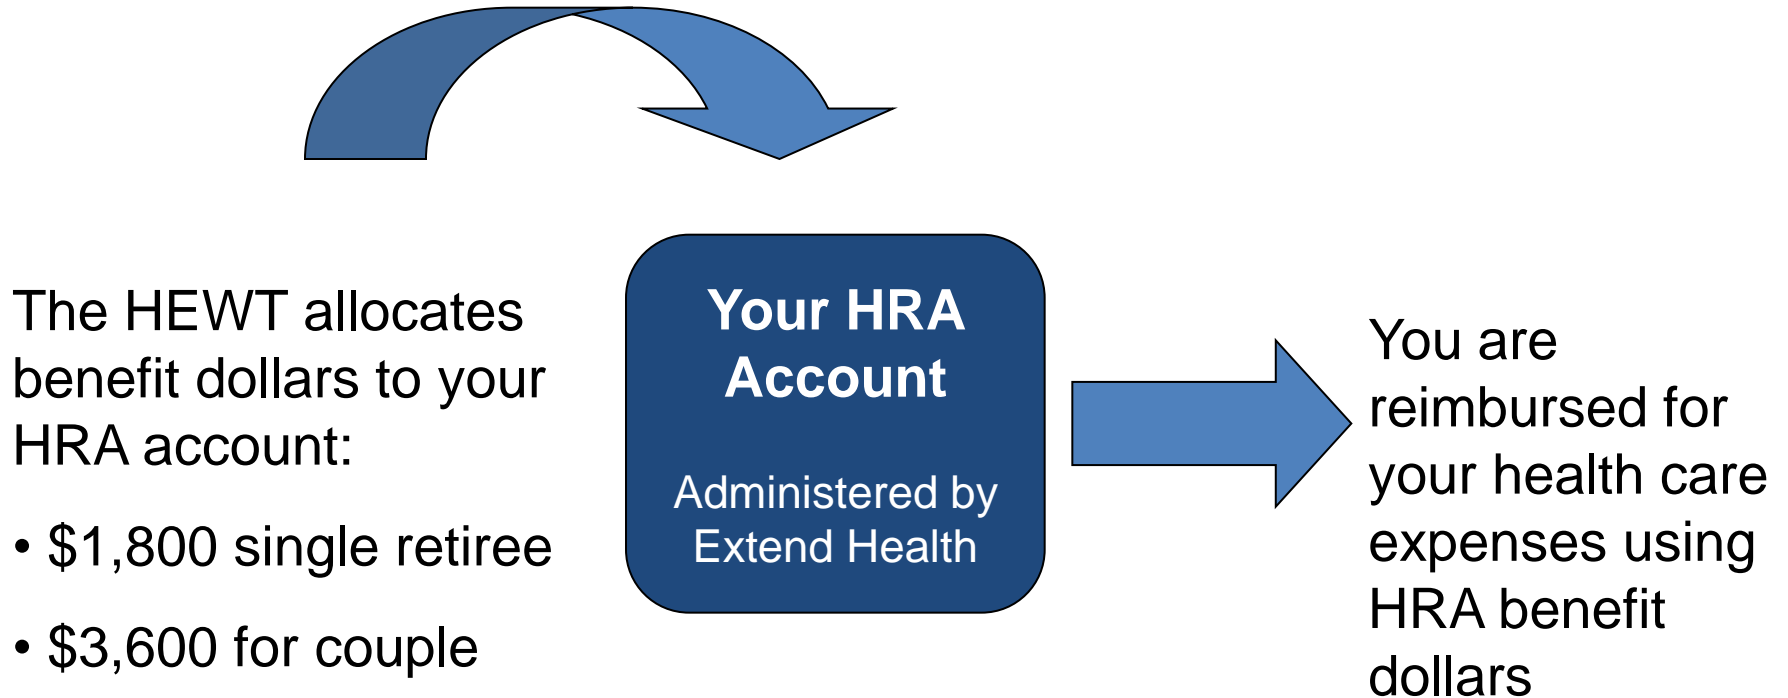 The HEWT allocates
benefit dollars to your
HRA account:
• $1,800 single retiree
• $3,600 for couple
Your HRA
Account
Administered by
Extend Health
You are
reimbursed for
your health care
expenses using
HRA benefit
dollars